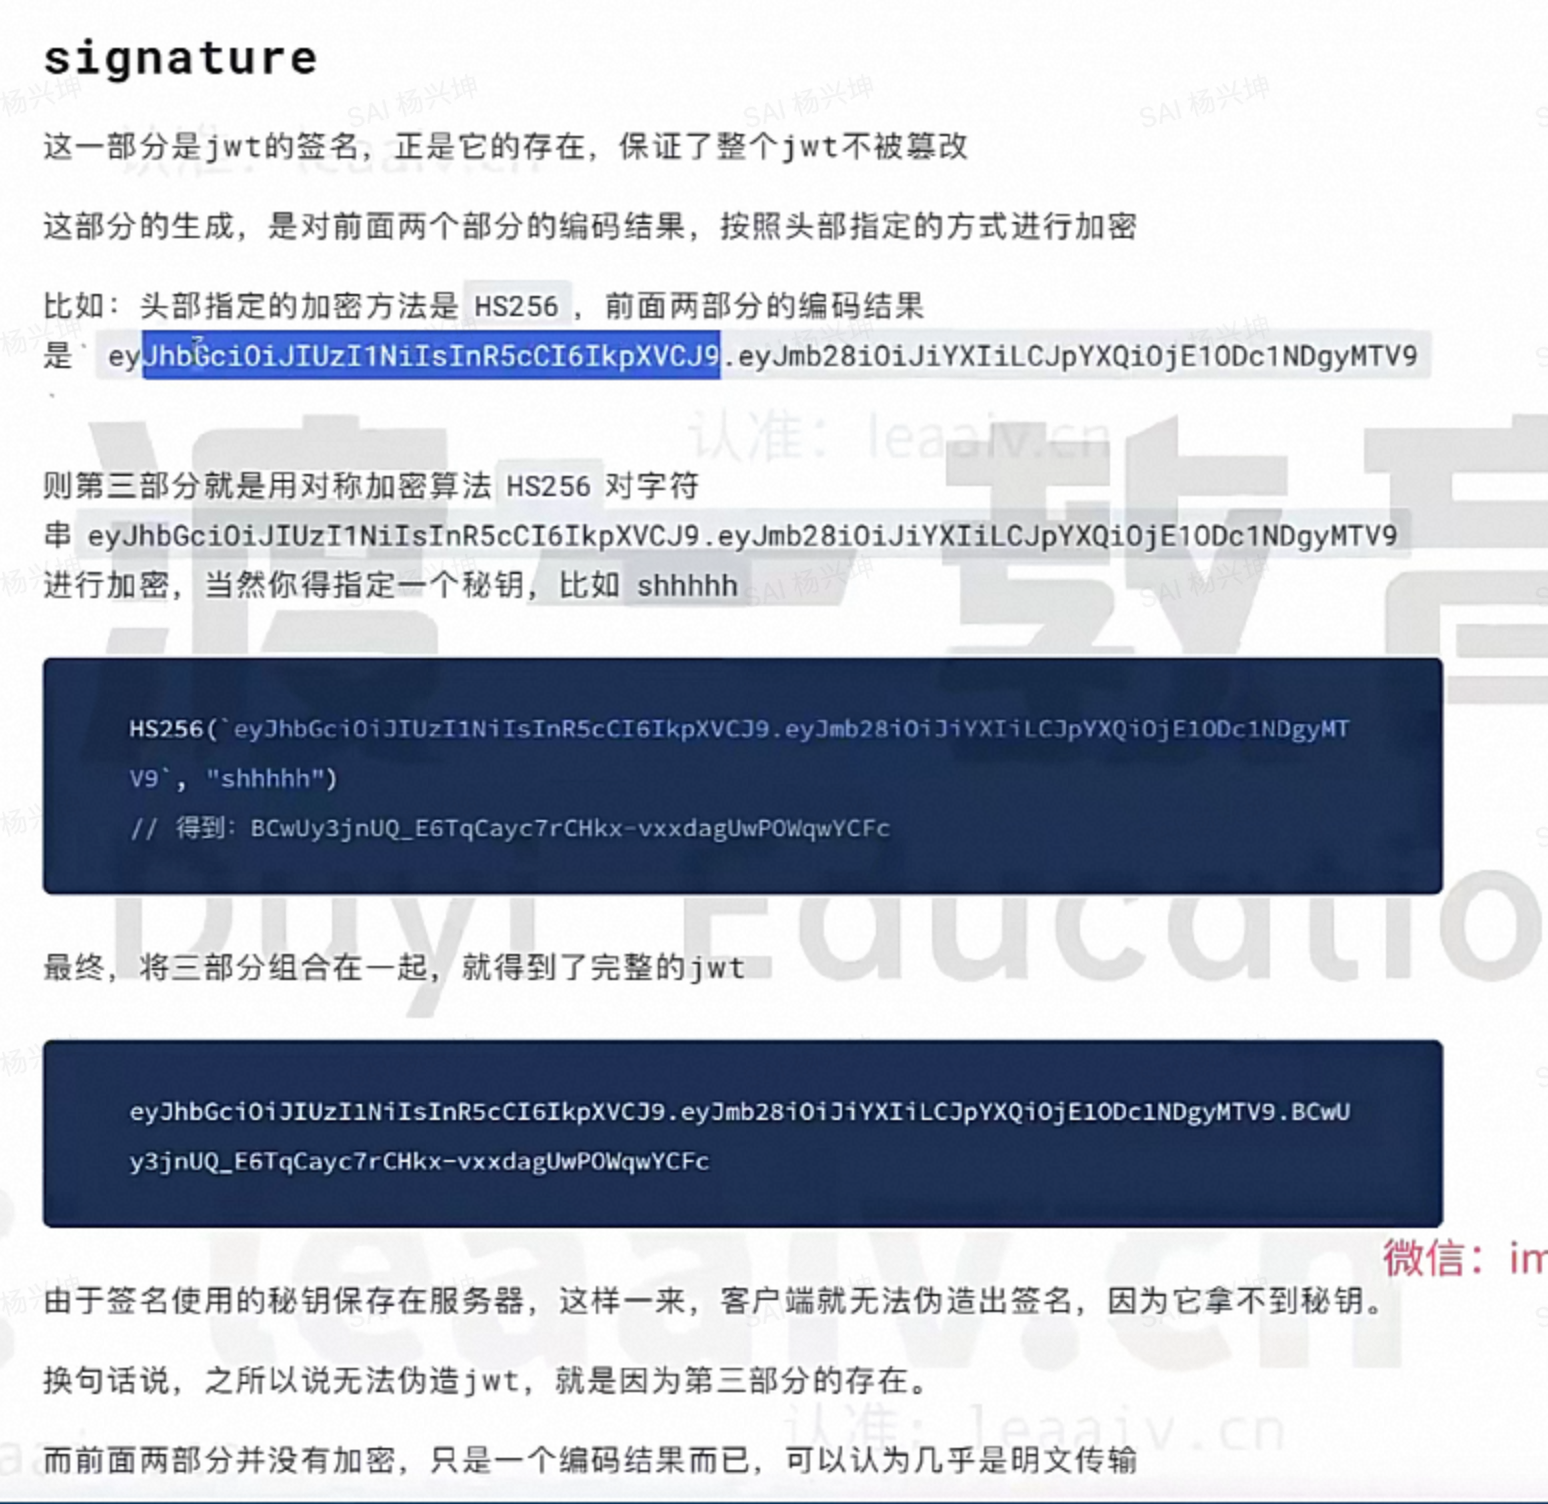 signature
这一部分是jwt的签名，正是它的存在，保证了整个jwt不被篡改
这部分的生成，是对前面两个部分的编码结果，按照头部指定的方式进行加密
比如：头部指定的加密方法是 HS256 ，前面两部分的编码结果
是` eyJhbGciOiJIUzI1NiIsInR5cCI6IkpXVCJ9.eyJmb28iOiJiYXIiLCJpYXQiOjE1ODc1NDgyMTV9
`
认准：leaaiv.cn
则第三部分就是用对称加密算法 HS256 对字符
串 eyJhbGciOiJIUzI1NiIsInR5cCI6IkpXVCJ9.eyJmb28iOiJiYXIiLCJpYXQiOjE1ODc1NDgyMTV9
进行加密，当然你得指定一个秘钥，比如 shhhhh
渡一教育
HS256(`eyJhbGciOiJIUzI1NiIsInR5cCI6IkpXVCJ9.eyJmb28iOiJiYXIiLCJpYXQiOjE1ODc1NDgyMT
V9`, "shhhhh")
// 得到：BCwUy3jnUQ_E6TqCayc7rCHkx-vxxdagUwPOWqwYCFc
Duyi Educatio
最终，将三部分组合在一起，就得到了完整的jwt
eyJhbGciOiJIUzI1NiIsInR5cCI6IkpXVCJ9.eyJmb28iOiJiYXIiLCJpYXQiOjE1ODc1NDgyMTV9.BCwU
y3jnUQ_E6TqCayc7rCHkx-vxxdagUwPOWqwYCFc
微信：im
由于签名使用的秘钥保存在服务器，这样一来，客户端就无法伪造出签名，因为它拿不到秘钥。
leaaiv.cn
换句话说，之所以说无法伪造jwt，就是因为第三部分的存在。
认准：leaaiv.cn
而前面两部分并没有加密，只是一个编码结果而已，可以认为几乎是明文传输
SAI 杨兴坤